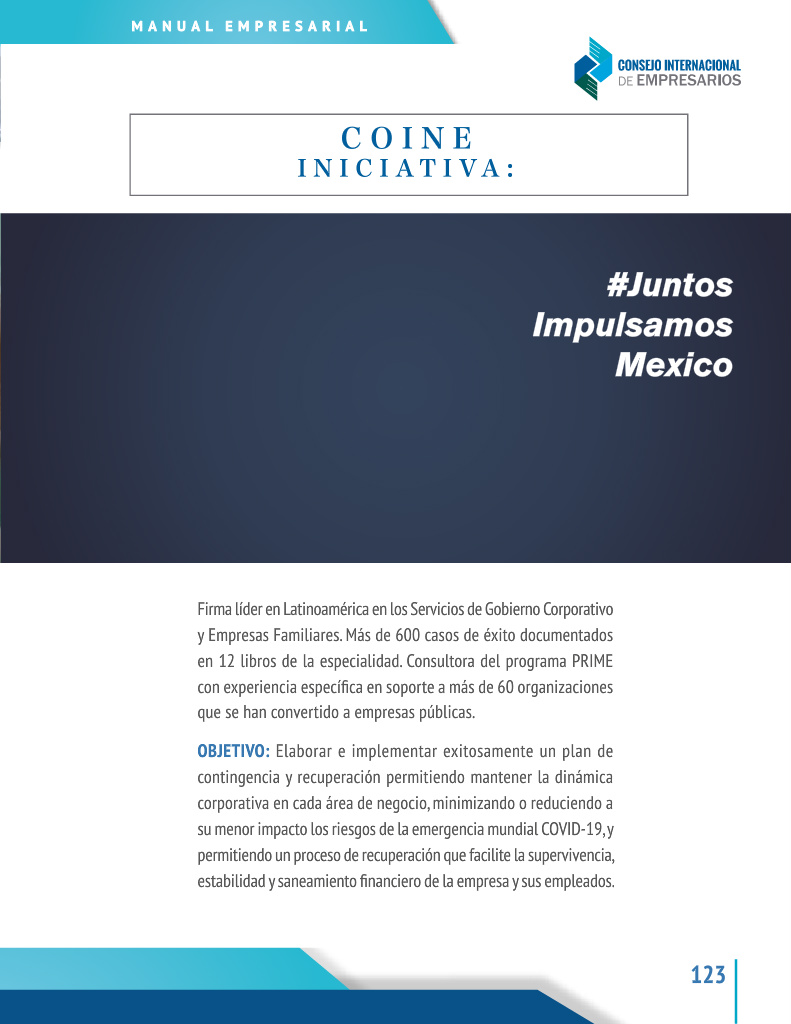 MANUAL EMPRESARIAL
CONSEJO INTERNACIONAL
DE EMPRESARIOS
COINE
INICIATIVA:
#Juntos
Impulsamos
Mexico
Firma líder en Latinoamérica en los Servicios de Gobierno Corporativo
y Empresas Familiares. Más de 600 casos de éxito documentados
en 12 libros de la especialidad. Consultora del programa PRIME
con experiencia específica en soporte a más de 60 organizaciones
que se han convertido a empresas públicas.
OBJETIVO: Elaborar e implementar exitosamente un plan de
contingencia y recuperación permitiendo mantener la dinámica
corporativa en cada área de negocio, minimizando o reduciendo a
su menor impacto los riesgos de la emergencia mundial COVID-19, y
permitiendo un proceso de recuperación que facilite la supervivencia,
estabilidad y saneamiento financiero de la empresa y sus empleados.
123